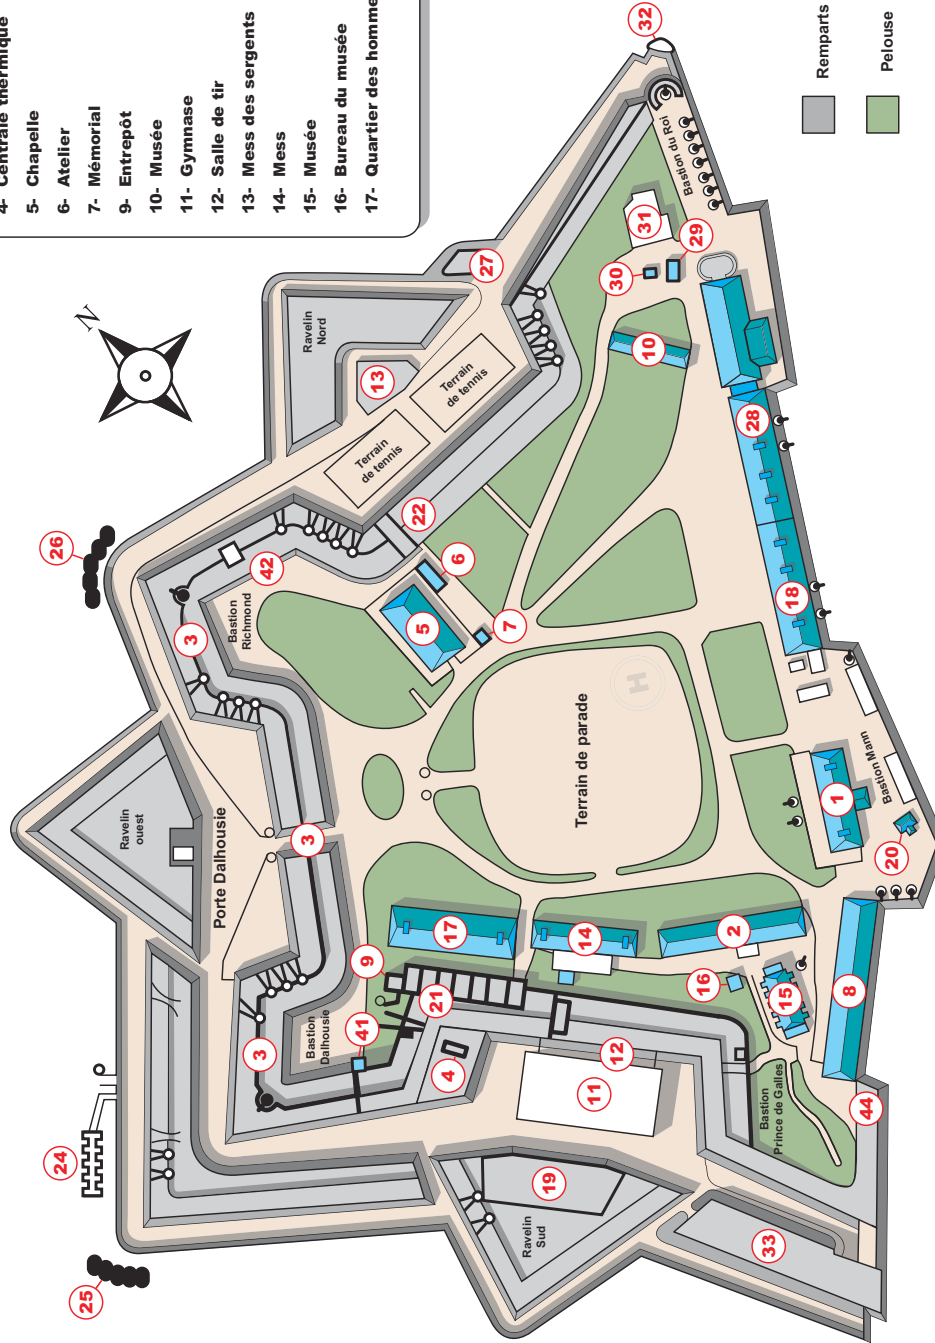 4- Centrale thermique
5- Chapelle
6- Atelier
7- Mémorial
9- Entrepôt
10- Musée
11- Gymnase
12- Salle de tir
13- Mess des sergents
14- Mess
15- Musée
16- Bureau du musée
17- Quartier des homme
Remparts
Pelouse
N
32
27
31
30
29
10
28
18
26
Ravelin
Nord
13
Terrain
de tennis
Terrain
de tennis
Bastion du Roi
22
42
3
Bastion
Richmond
6
5
7
Terrain de parade
H
Ravelin
ouest
Porte Dalhousie
3
1
Bastion Mann
20
17
14
2
9
21
41
Bastion
Dalhousie
3
16
15
8
4
12
11
Bastion
Prince de Galles
44
24
25
19
Ravelin
Sud
33